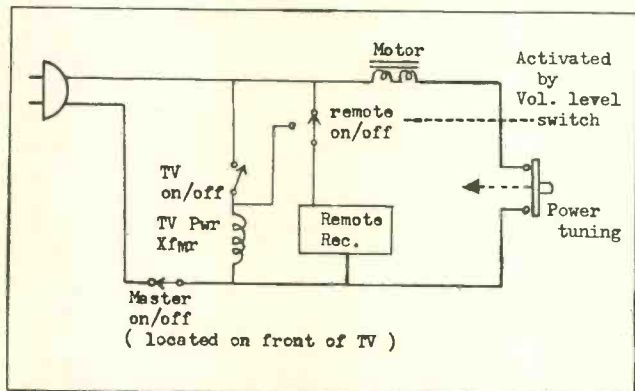 Motor
Activated
by
Vol. level
switch
remote
on/off
TV
on/off
TV Pwr
Xfmr
Remote
Rec.
Power
tuning
Master
on/off
( located on front of TV )